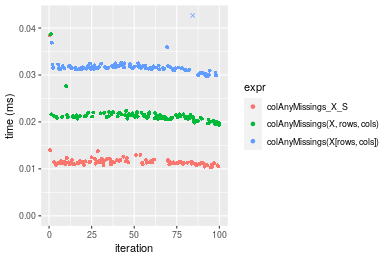 0.04
0.03
0.02
0.01
0.00
time (ms)
0
25
50
75
100
iteration
expr
colAnyMissings_X_S
colAnyMissings(X, rows, cols)
colAnyMissings(X[rows, cols])